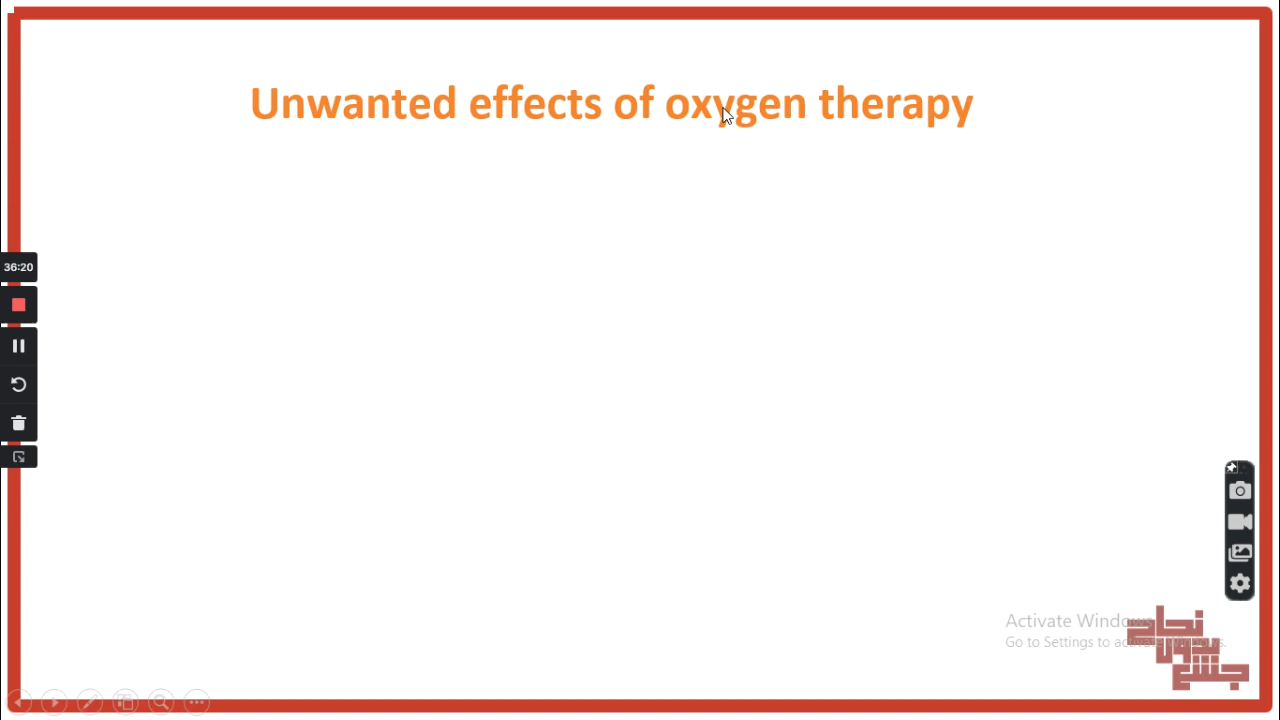 Unwanted effects of oxygen therapy
36:20
Activate Windows
Go to Settings to activate Windows.